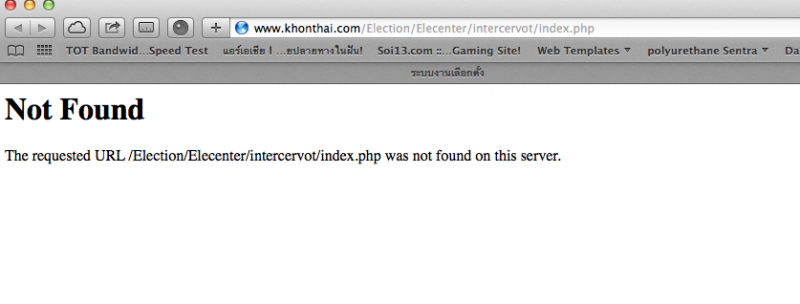 www.khonthai.com/Election/Elecenter/intercervot/index.php
TOT Bandwid...Speed Test แอร์เอเชีย l ...ยปลายทางในฝัน! Soi13.com ::...Gaming Site! Web Templates polyurethane Sentra Da
ระบบงานเลือกตั้ง
Not Found
The requested URL /Election/Elecenter/intercervot/index.php was not found on this server.